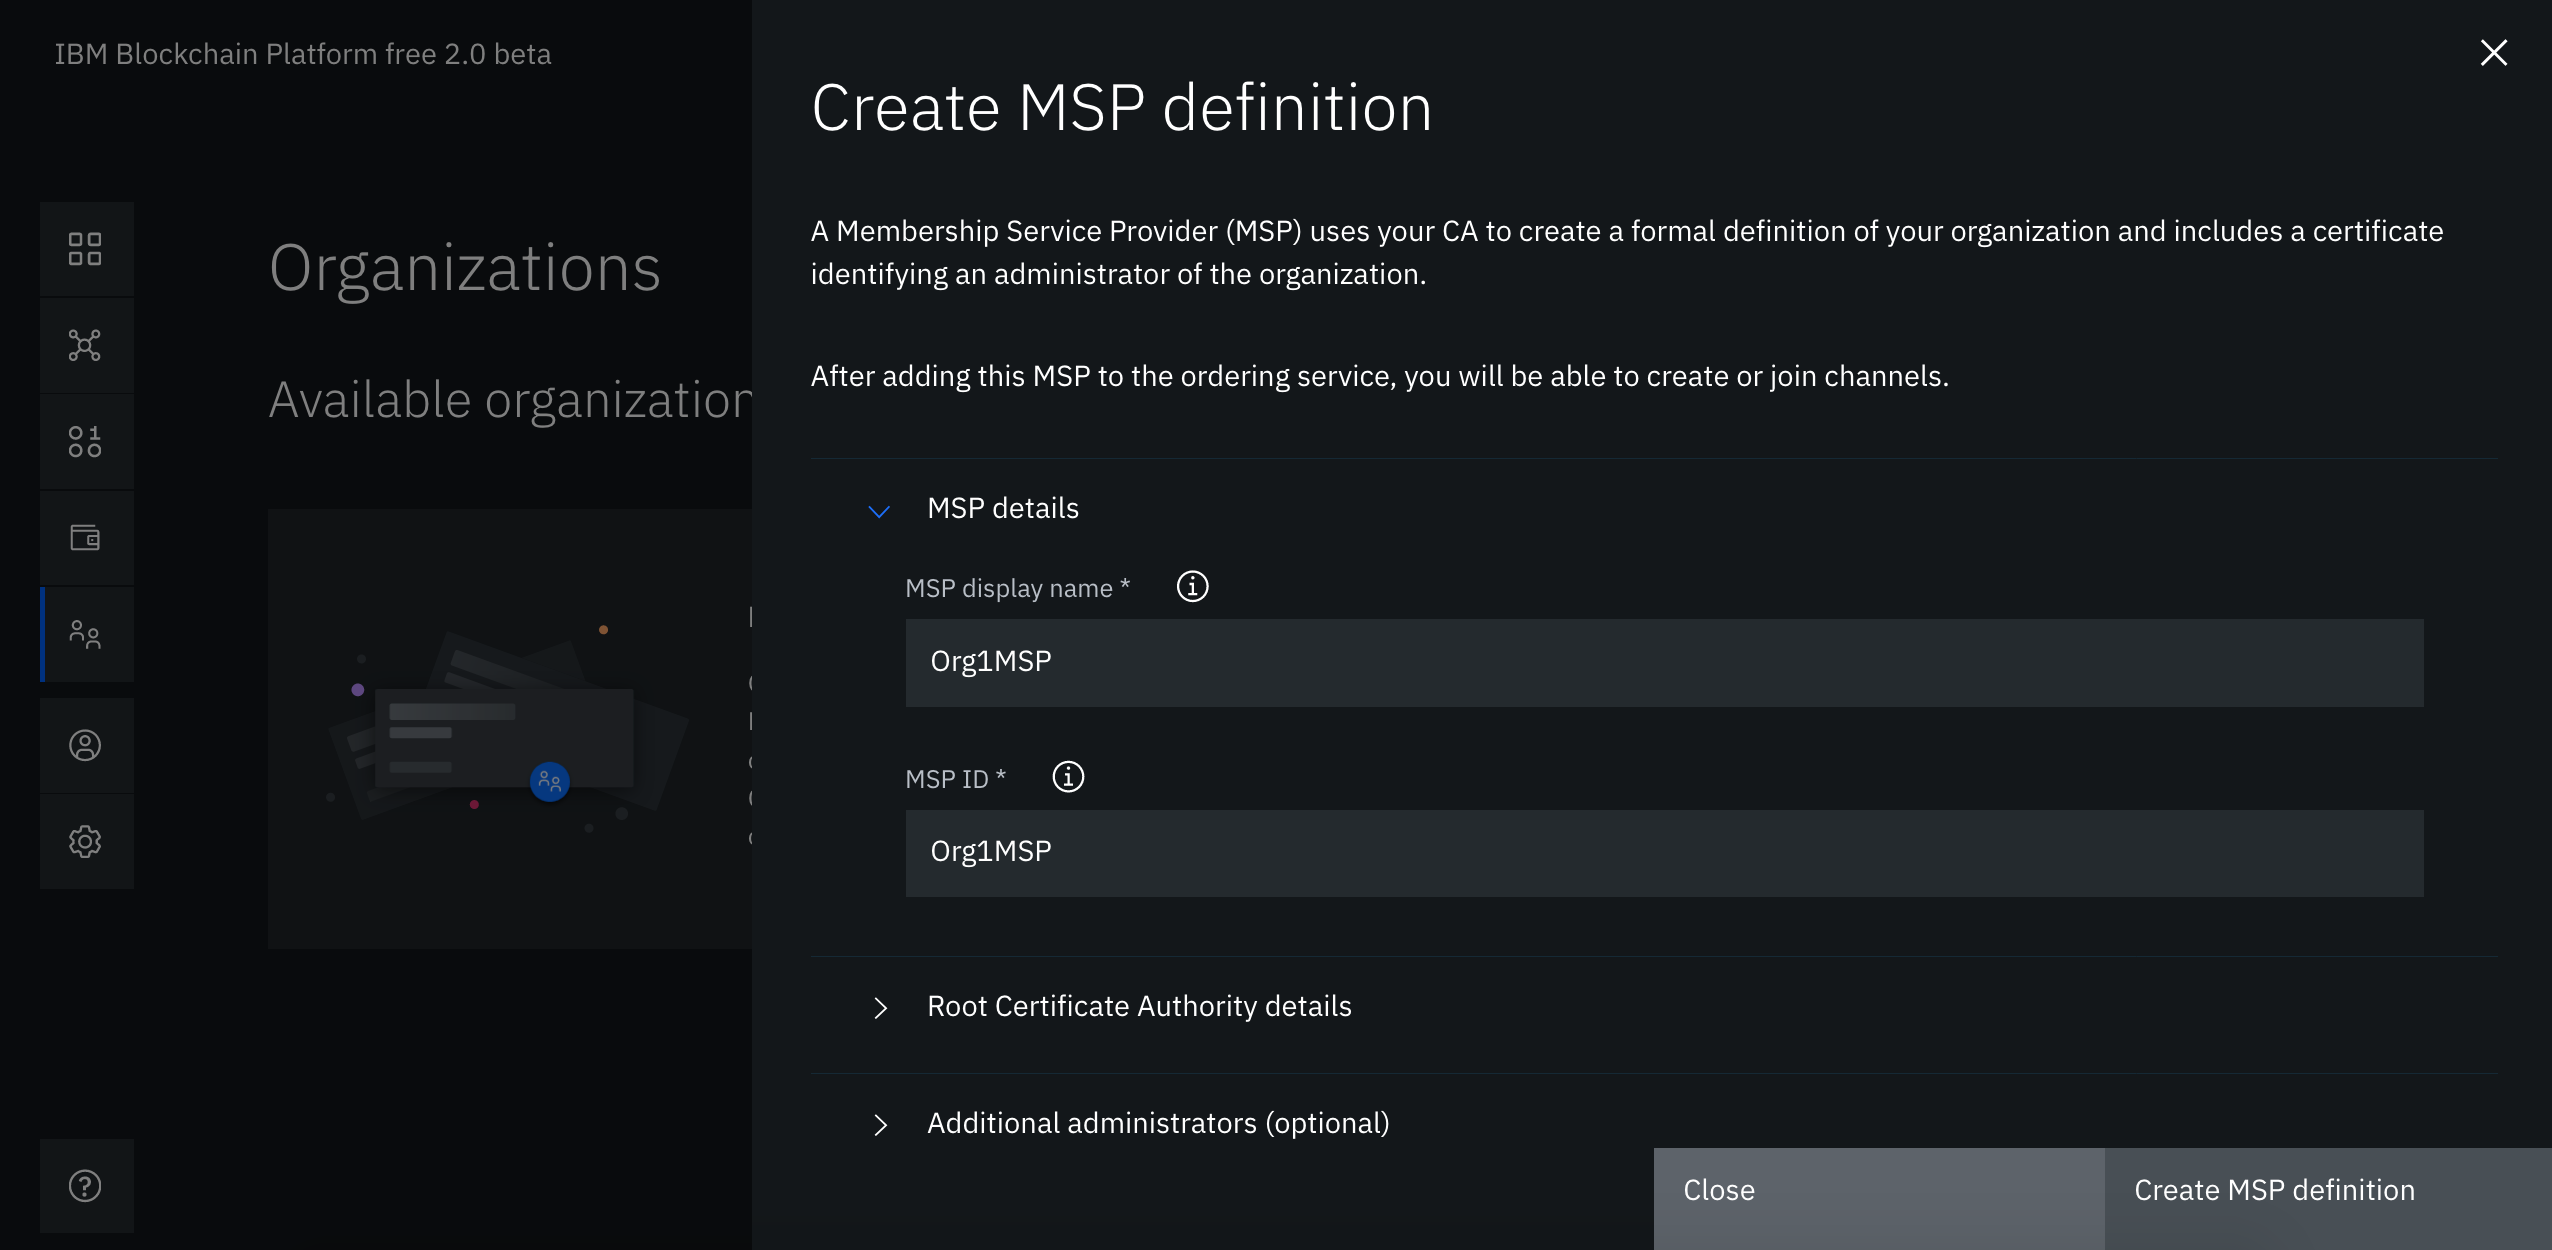 IBM Blockchain Platform free 2.0 beta
Organizations
Available organization
Create MSP definition
A Membership Service Provider (MSP) uses your CA to create a formal definition of your organization and includes a certificate
identifying an administrator of the organization.
After adding this MSP to the ordering service, you will be able to create or join channels.
MSP details
MSP display name *
Org1MSP
MSP ID *
Org1MSP
Root Certificate Authority details
Additional administrators (optional)
Close
Create MSP definition